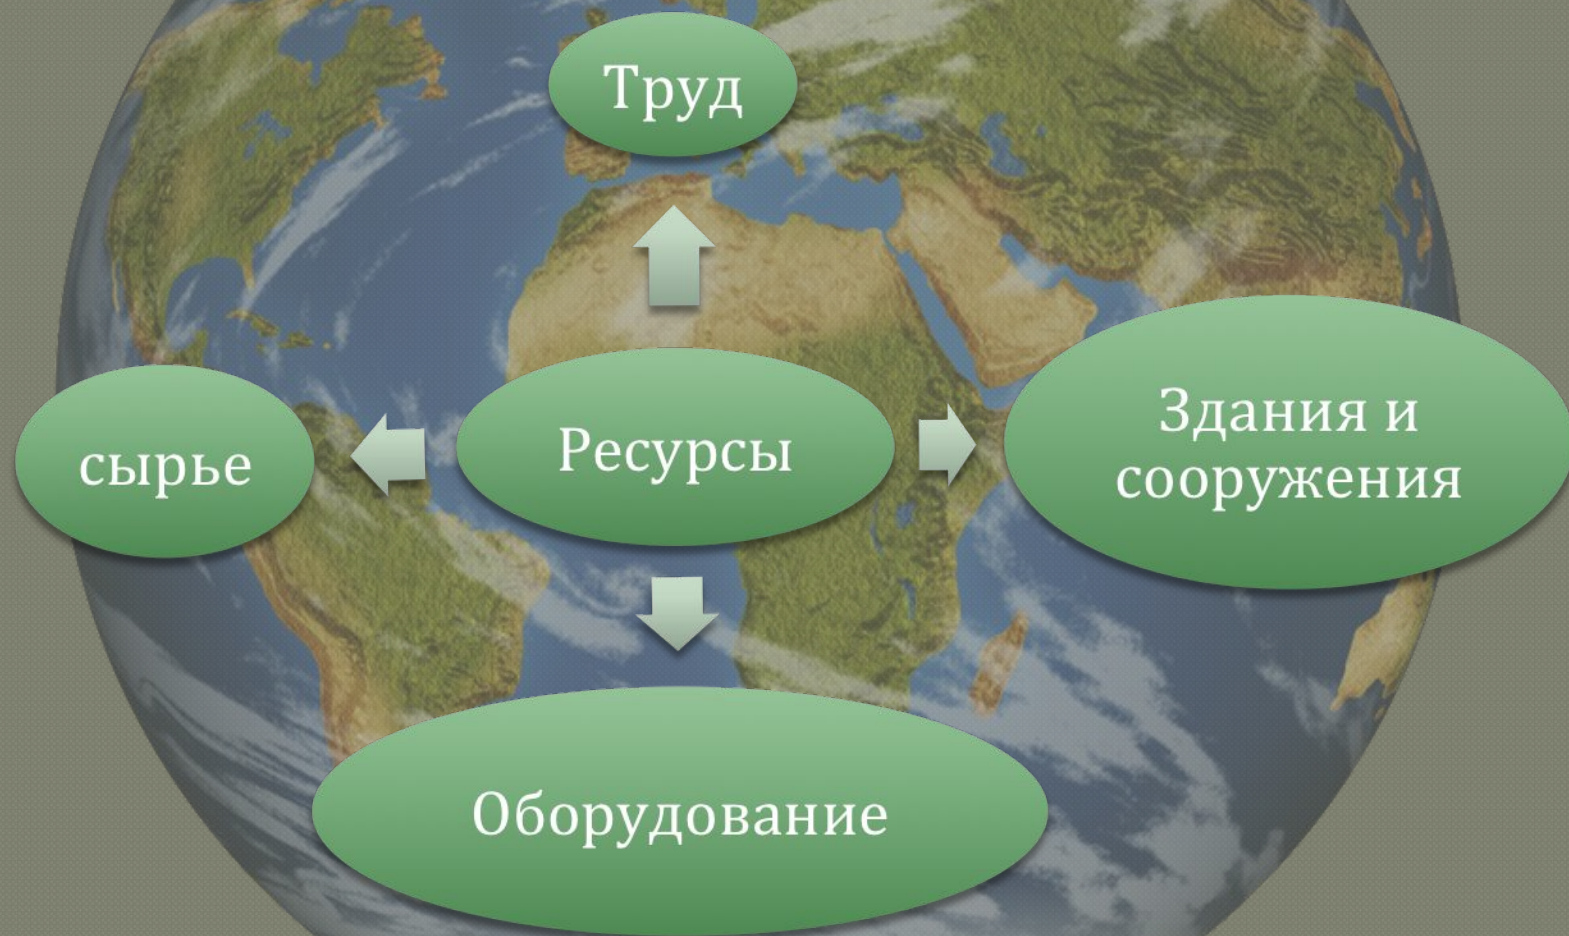 Труд
сырье
Ресурсы
Здания и
сооружения
Оборудование